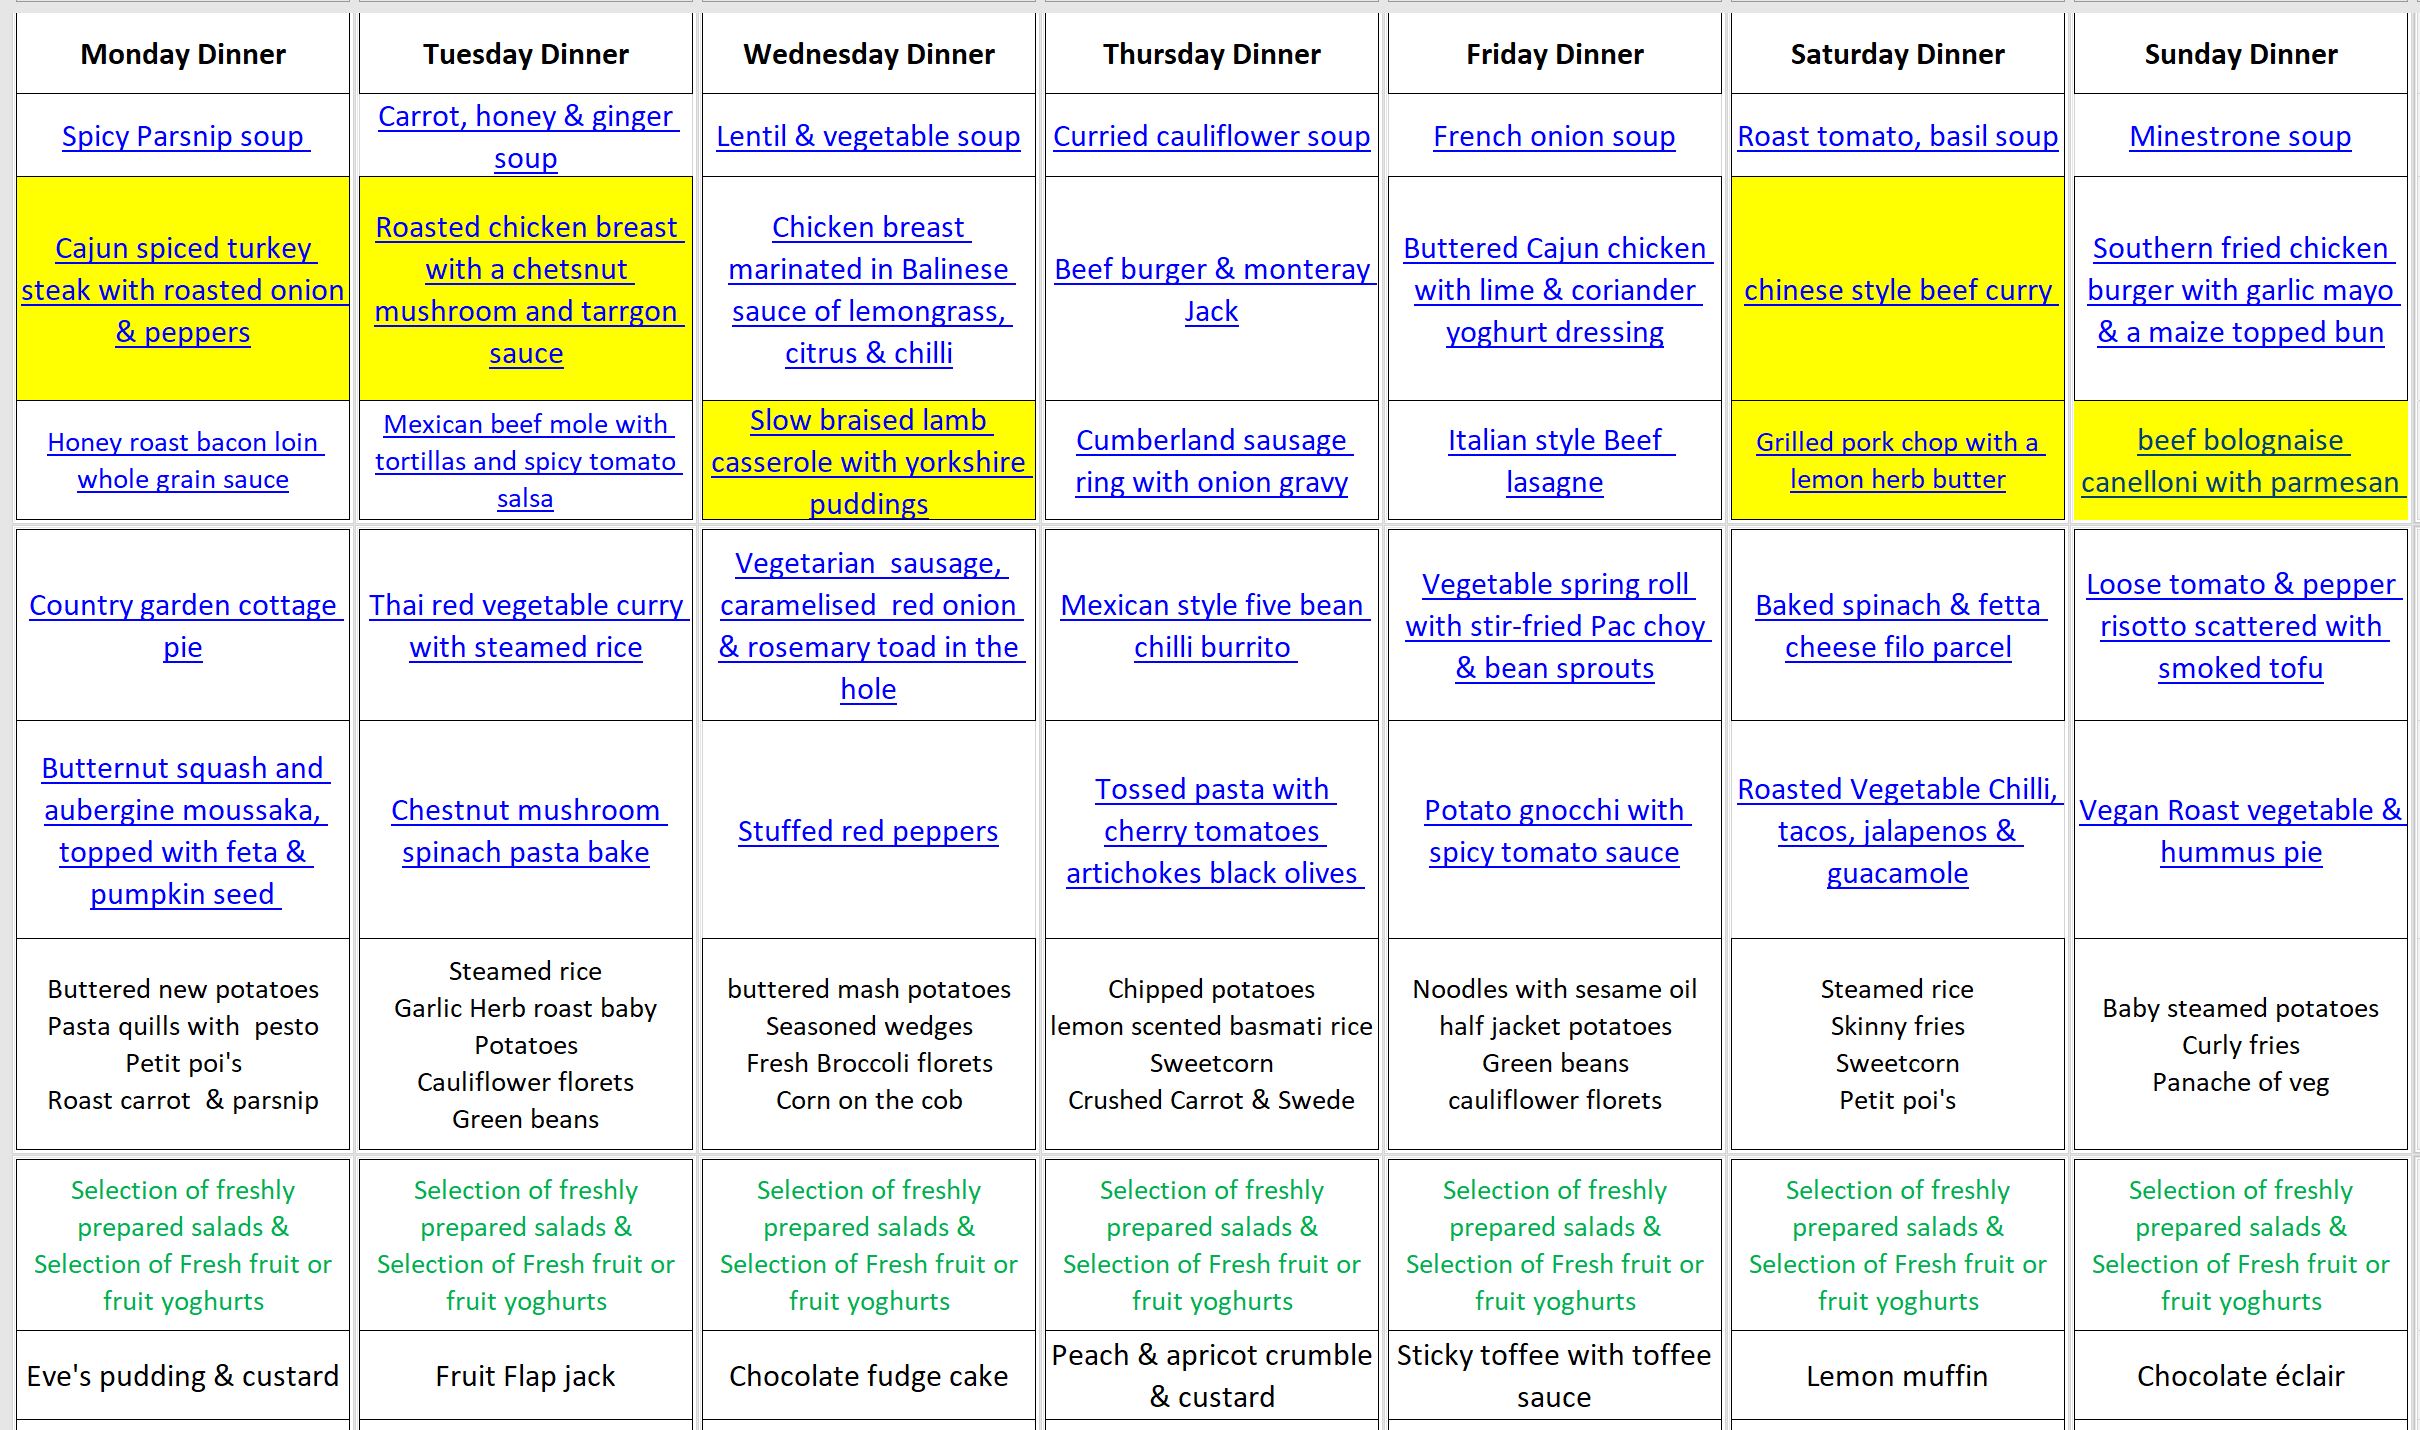 Monday Dinner
Tuesday Dinner
Wednesday Dinner
Thursday Dinner
Friday Dinner
Saturday Dinner
Sunday Dinner
Spicy Parsnip soup
Carrot, honey & ginger
soup
Lentil & vegetable soup
Curried cauliflower soup
French onion soup
Roast tomato, basil soup
Minestrone soup
Cajun spiced turkey
steak with roasted onion
& peppers
Roasted chicken breast
with a chetsnut
mushroom and tarrgon
sauce
Chicken breast
marinated in Balinese
sauce of lemongrass,
citrus & chilli
Beef burger & monteray
Jack
Buttered Cajun chicken
with lime & coriander
yoghurt dressing
chinese style beef curry
Southern fried chicken
burger with garlic mayo
& a maize topped bun
Honey roast bacon loin
whole grain sauce
Mexican beef mole with
tortillas and spicy tomato
salsa
Slow braised lamb
casserole with yorkshire
puddings
Cumberland sausage
ring with onion gravy
Italian style Beef
lasagne
Grilled pork chop with a
lemon herb butter
beef bolognaise
canelloni with parmesan
Country garden cottage
pie
Thai red vegetable curry
with steamed rice
Vegetarian  sausage,
caramelised  red onion
& rosemary toad in the
hole
Mexican style five bean
chilli burrito
Vegetable spring roll
with stir-fried Pac choy
& bean sprouts
Baked spinach & fetta
cheese filo parcel
Loose tomato & pepper
risotto scattered with
smoked tofu
Butternut squash and
aubergine moussaka,
topped with feta &
pumpkin seed
Chestnut mushroom
spinach pasta bake
Stuffed red peppers
Tossed pasta with
cherry tomatoes
artichokes black olives
Potato gnocchi with
spicy tomato sauce
Roasted Vegetable Chilli,
tacos, jalapenos &
guacamole
Vegan Roast vegetable &
hummus pie
Buttered new potatoes
Pasta quills with  pesto
Petit poi's
Roast carrot  & parsnip
Steamed rice
Garlic Herb roast baby
Potatoes
Cauliflower florets
Green beans
buttered mash potatoes
Seasoned wedges
Fresh Broccoli florets
Corn on the cob
Chipped potatoes
lemon scented basmati rice
Sweetcorn
Crushed Carrot & Swede
Noodles with sesame oil
half jacket potatoes
Green beans
cauliflower florets
Steamed rice
Skinny fries
Sweetcorn
Petit poi's
Baby steamed potatoes
Curly fries
Panache of veg
Selection of freshly
prepared salads &
Selection of Fresh fruit or
fruit yoghurts
Selection of freshly
prepared salads &
Selection of Fresh fruit or
fruit yoghurts
Selection of freshly
prepared salads &
Selection of Fresh fruit or
fruit yoghurts
Selection of freshly
prepared salads &
Selection of Fresh fruit or
fruit yoghurts
Selection of freshly
prepared salads &
Selection of Fresh fruit or
fruit yoghurts
Selection of freshly
prepared salads &
Selection of Fresh fruit or
fruit yoghurts
Selection of freshly
prepared salads &
Selection of Fresh fruit or
fruit yoghurts
Eve's pudding & custard
Fruit Flap jack
Chocolate fudge cake
Peach & apricot crumble
& custard
Sticky toffee with toffee
sauce
Lemon muffin
Chocolate éclair